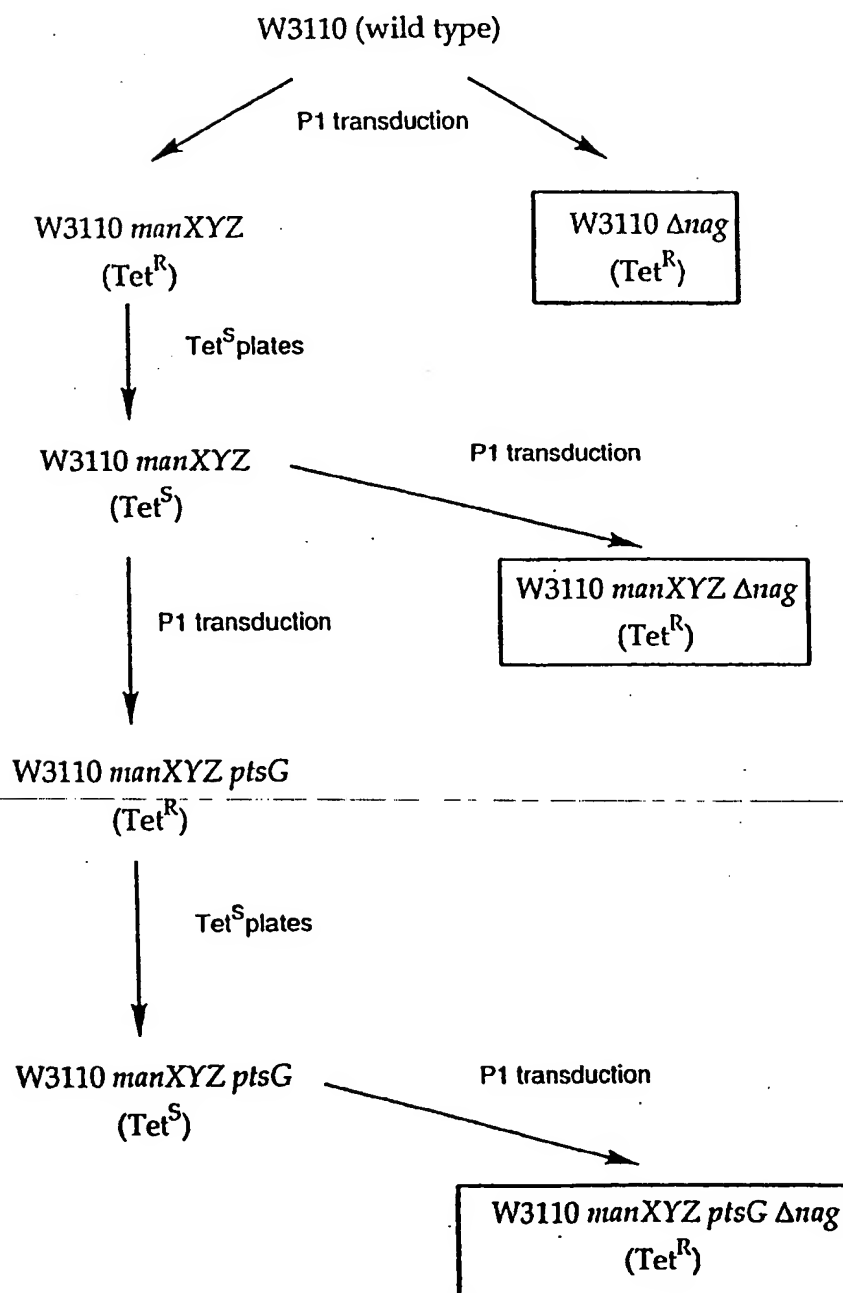 W3110 (wild type)
P1 transduction
W3110 manXYZ
(Tet^R)
W3110 Δnag
(Tet^R)
Tet^S plates
W3110 manXYZ
(Tet^S)
P1 transduction
W3110 manXYZ Δnag
(Tet^R)
P1 transduction
W3110 manXYZ ptsG
(Tet^R)
Tet^S plates
W3110 manXYZ ptsG
(Tet^S)
P1 transduction
W3110 manXYZ ptsG Δnag
(Tet^R)